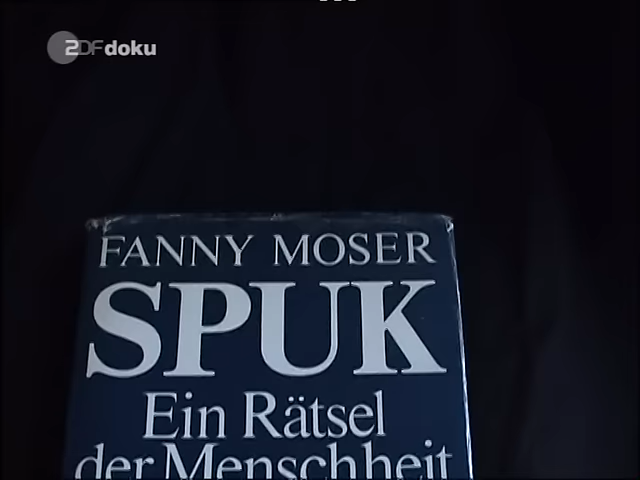 ZDFdoku
FANNY MOSER
SPUK
Ein Rätsel
der Menschheit